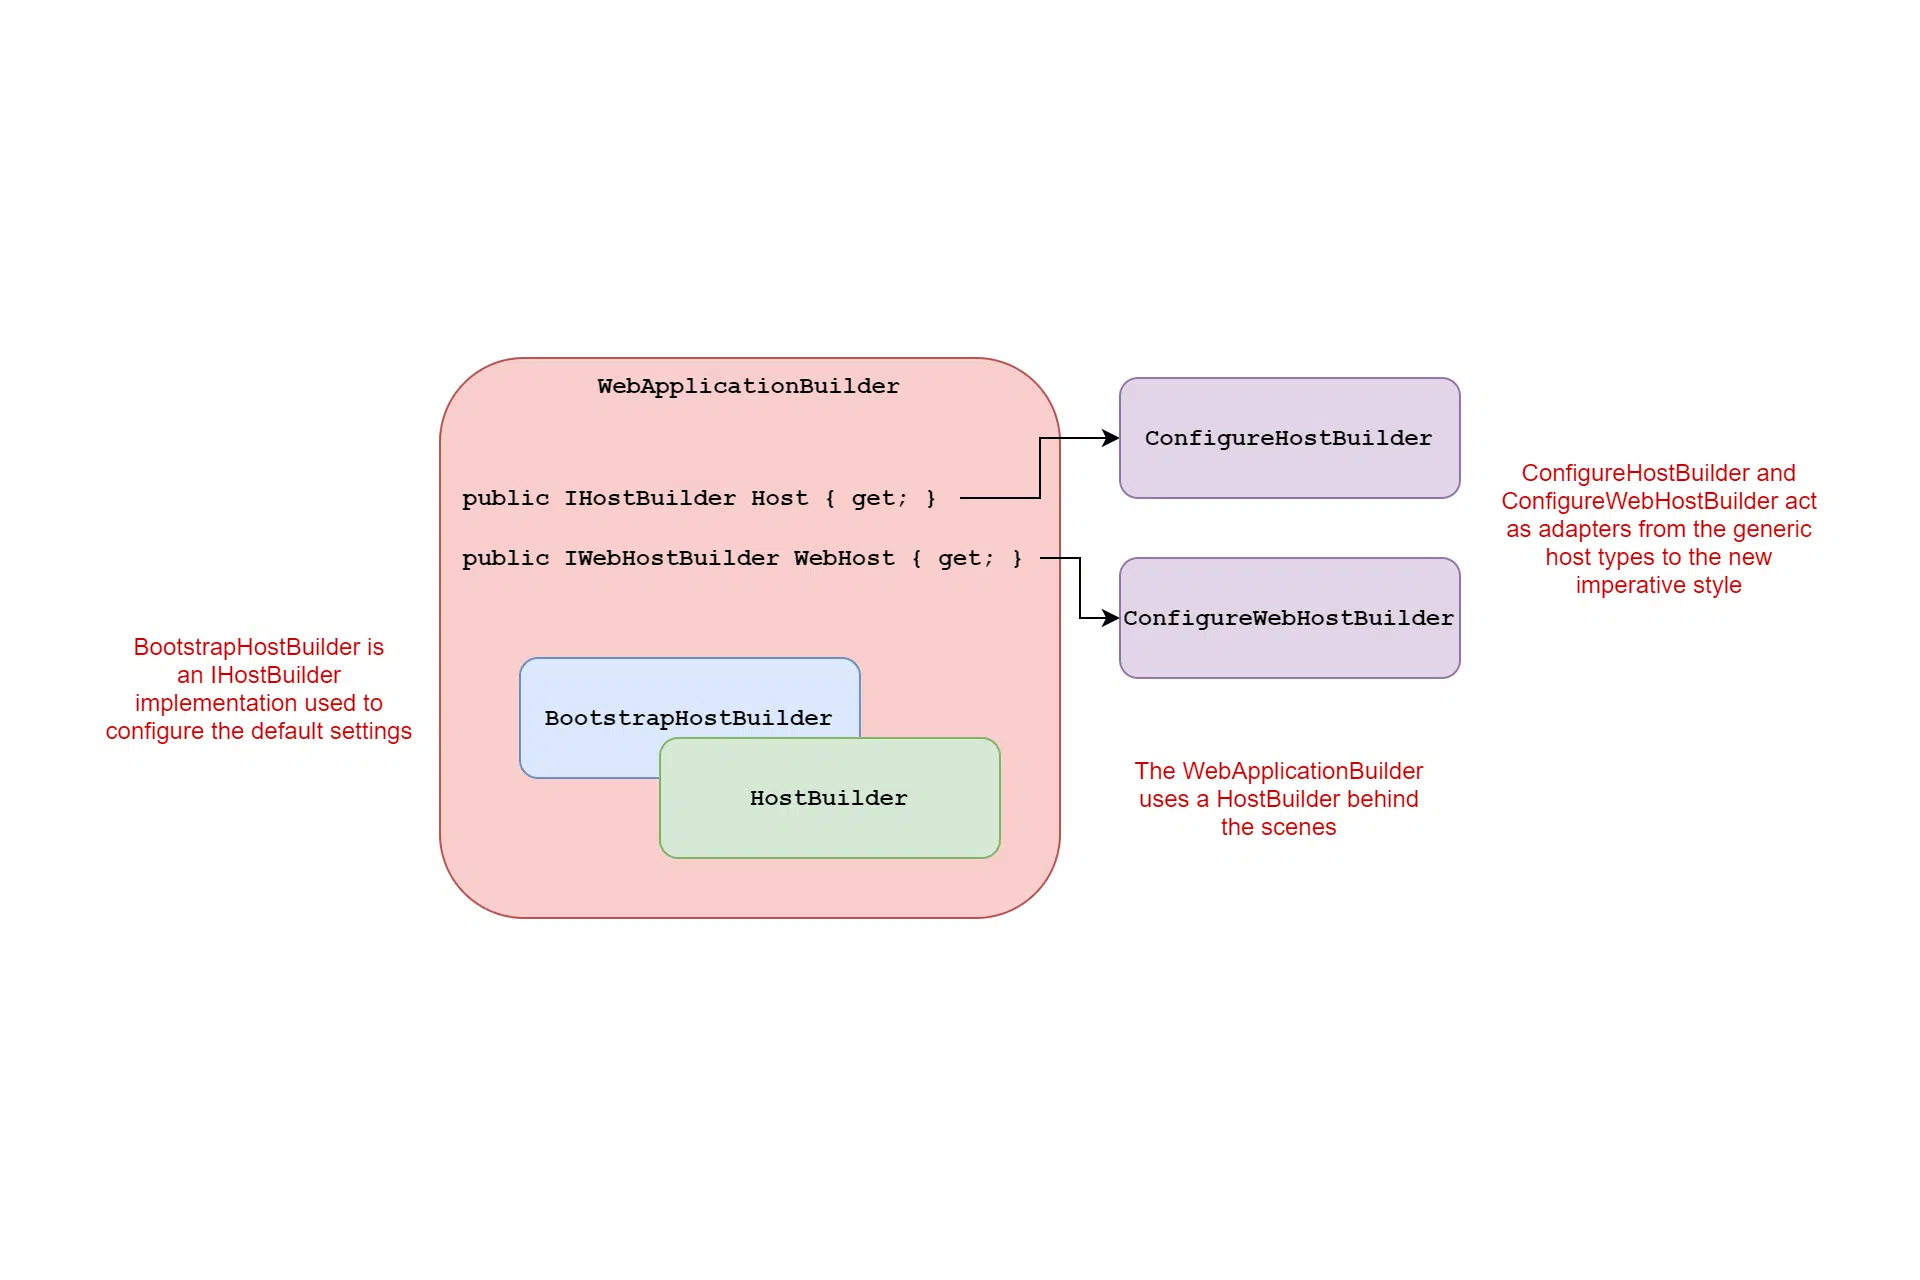 WebApplicationBuilder
public IHostBuilder Host { get; }
public IWebHostBuilder WebHost { get; }
BootstrapHostBuilder
HostBuilder
ConfigureHostBuilder
ConfigureWebHostBuilder
ConfigureHostBuilder and
ConfigureWebHostBuilder act
as adapters from the generic
host types to the new
imperative style
BootstrapHostBuilder is
an IHostBuilder
implementation used to
configure the default settings
The WebApplicationBuilder
uses a HostBuilder behind
the scenes